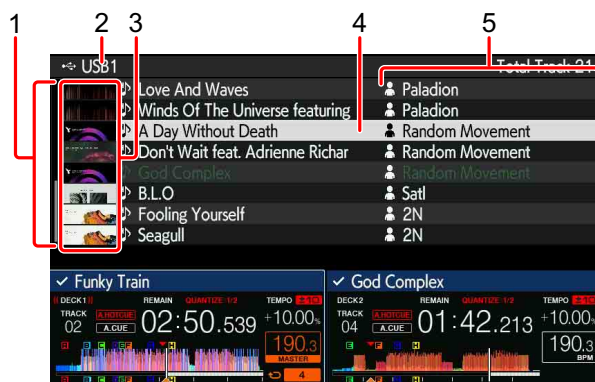 1 2 3 4 5
USB1 Total Track 21
Love And Waves Paladion
Winds Of The Universe featuring Paladion
A Day Without Death Random Movement
Don't Wait feat. Adrienne Richar Random Movement
God Complex Random Movement
B.L.O Satl
Fooling Yourself 2N
Seagull 2N
✓ Funky Train ✓ God Complex
DECK1 REMAIN QUANTIZE 1/2 TEMPO ±10 DECK2 REMAIN QUANTIZE 1/2 TEMPO ±10
TRACK A.HOTCUE +10.00% TRACK A.HOTCUE +10.00%
02 A.CUE 02:50.539 04 A.CUE 01:42.213
190.3 190.3
MASTER BPM
4